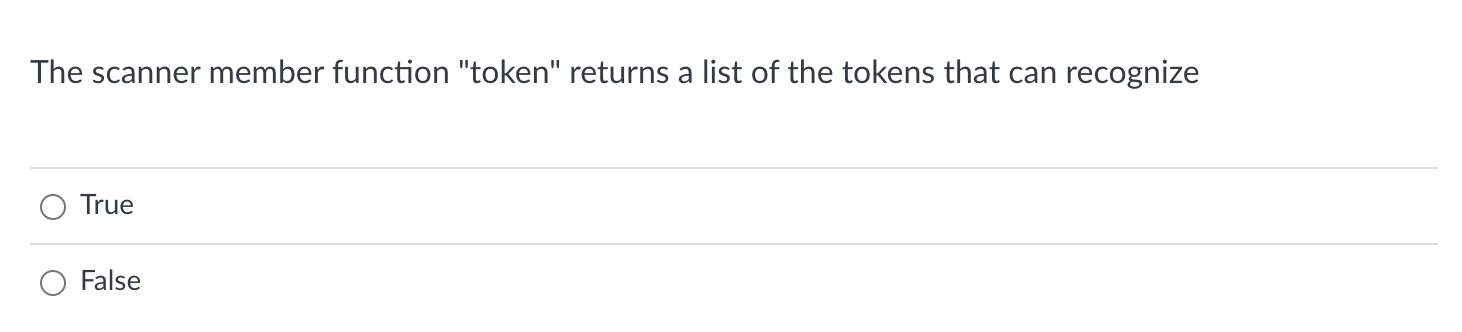 The scanner member function "token" returns a list of the tokens that can recognize
True
False